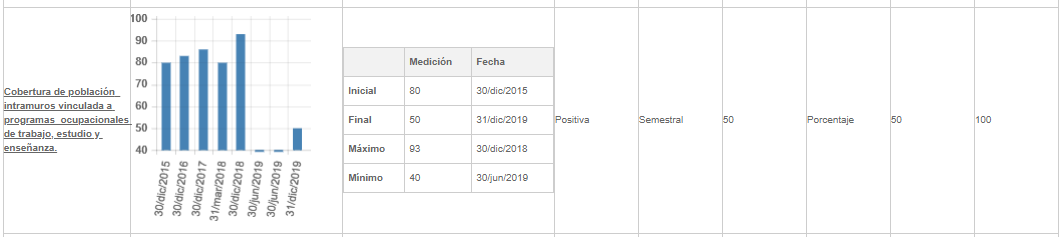 Cobertura de población
intramuros vinculada a
programas ocupacionales
de trabajo, estudio y
enseñanza.
100
90
80
70
60
50
40
30/dic/2015
30/dic/2016
30/dic/2017
31/mar/2018
30/dic/2018
30/jun/2019
30/jun/2019
31/dic/2019
Medición Fecha
Inicial 80 30/dic/2015
Final 50 31/dic/2019
Máximo 93 30/dic/2018
Mínimo 40 30/jun/2019
Positiva Semestral 50 Porcentaje 50 100